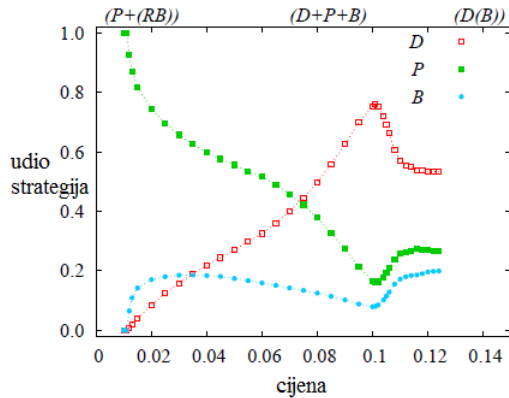 (P+(RB)) (D+P+B) (D(B))
1.0
D
P
B
0.8
0.6
udio
strategija
0.4
0.2
0.0
0 0.02 0.04 0.06 0.08 0.1 0.12 0.14
cijena